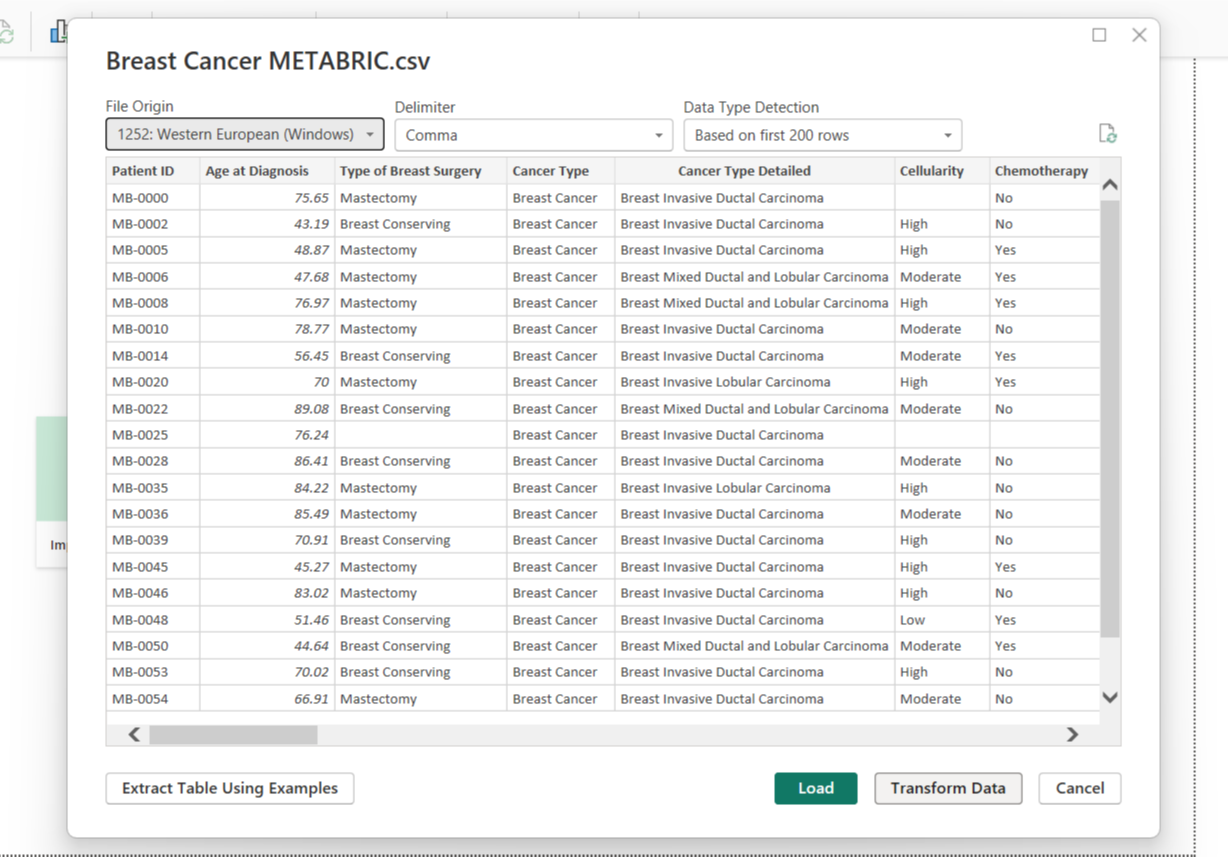 Breast Cancer METABRIC.csv
File Origin
Delimiter
Data Type Detection
1252: Western European (Windows)
Comma
Based on first 200 rows
Patient ID Age at Diagnosis Type of Breast Surgery Cancer Type Cancer Type Detailed Cellularity Chemotherapy
MB-0000 75.65 Mastectomy Breast Cancer Breast Invasive Ductal Carcinoma No
MB-0002 43.19 Breast Conserving Breast Cancer Breast Invasive Ductal Carcinoma High No
MB-0005 48.87 Mastectomy Breast Cancer Breast Invasive Ductal Carcinoma High Yes
MB-0006 47.68 Mastectomy Breast Cancer Breast Mixed Ductal and Lobular Carcinoma Moderate Yes
MB-0008 76.97 Mastectomy Breast Cancer Breast Mixed Ductal and Lobular Carcinoma High Yes
MB-0010 78.77 Mastectomy Breast Cancer Breast Invasive Ductal Carcinoma Moderate No
MB-0014 56.45 Breast Conserving Breast Cancer Breast Invasive Ductal Carcinoma Moderate Yes
MB-0020 70 Mastectomy Breast Cancer Breast Invasive Lobular Carcinoma High Yes
MB-0022 89.08 Breast Conserving Breast Cancer Breast Mixed Ductal and Lobular Carcinoma Moderate No
MB-0025 76.24 Breast Cancer Breast Invasive Ductal Carcinoma
MB-0028 86.41 Breast Conserving Breast Cancer Breast Invasive Ductal Carcinoma Moderate No
MB-0035 84.22 Mastectomy Breast Cancer Breast Invasive Lobular Carcinoma High No
MB-0036 85.49 Mastectomy Breast Cancer Breast Invasive Ductal Carcinoma Moderate No
MB-0039 70.91 Breast Conserving Breast Cancer Breast Invasive Ductal Carcinoma High No
Im
MB-0045 45.27 Mastectomy Breast Cancer Breast Invasive Ductal Carcinoma High Yes
MB-0046 83.02 Mastectomy Breast Cancer Breast Invasive Ductal Carcinoma High No
MB-0048 51.46 Breast Conserving Breast Cancer Breast Invasive Ductal Carcinoma Low Yes
MB-0050 44.64 Breast Conserving Breast Cancer Breast Mixed Ductal and Lobular Carcinoma Moderate Yes
MB-0053 70.02 Breast Conserving Breast Cancer Breast Invasive Ductal Carcinoma High No
MB-0054 66.91 Mastectomy Breast Cancer Breast Invasive Ductal Carcinoma Moderate No
Extract Table Using Examples
Load
Transform Data
Cancel